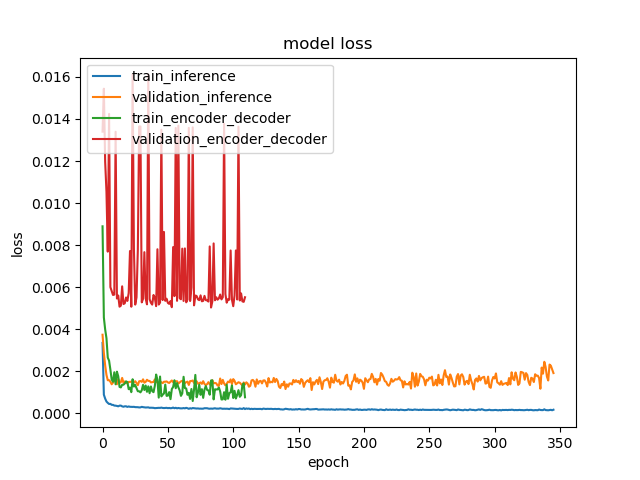 model loss
train_inference
validation_inference
train_encoder_decoder
validation_encoder_decoder
0.016
0.014
0.012
0.010
0.008
0.006
0.004
0.002
0.000
loss
0 50 100 150 200 250 300 350
epoch